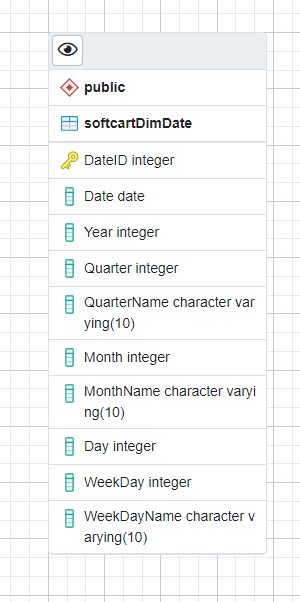 public
softcartDimDate
DateID integer
Date date
Year integer
Quarter integer
QuarterName character var
ying(10)
Month integer
MonthName character varyi
ng(10)
Day integer
WeekDay integer
WeekDayName character v
arying(10)